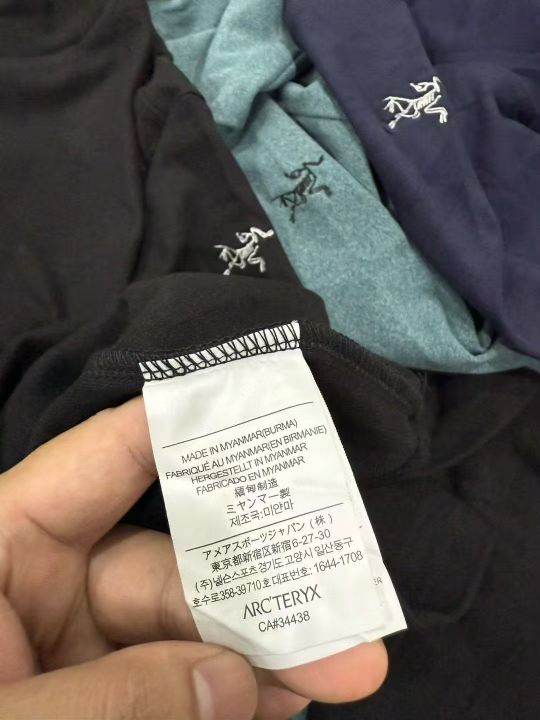 MADE IN MYANMAR(BURMA)
FABRIQUÉ AU MYANMAR(EN BIRMANIE)
HERGESTELLT IN MYANMAR
FABRICADO EN MYANMAR
緬甸制造
ミャンマー製
제조국:미얀마
アメアスポーツジャパン(株)
東京都新宿区新宿6-27-30
(주)넬슨스포츠경기도 고양시 일산동구
호수로358-39710호 대표번호: 1644-1708
ARC'TERYX
CA#34438
ER